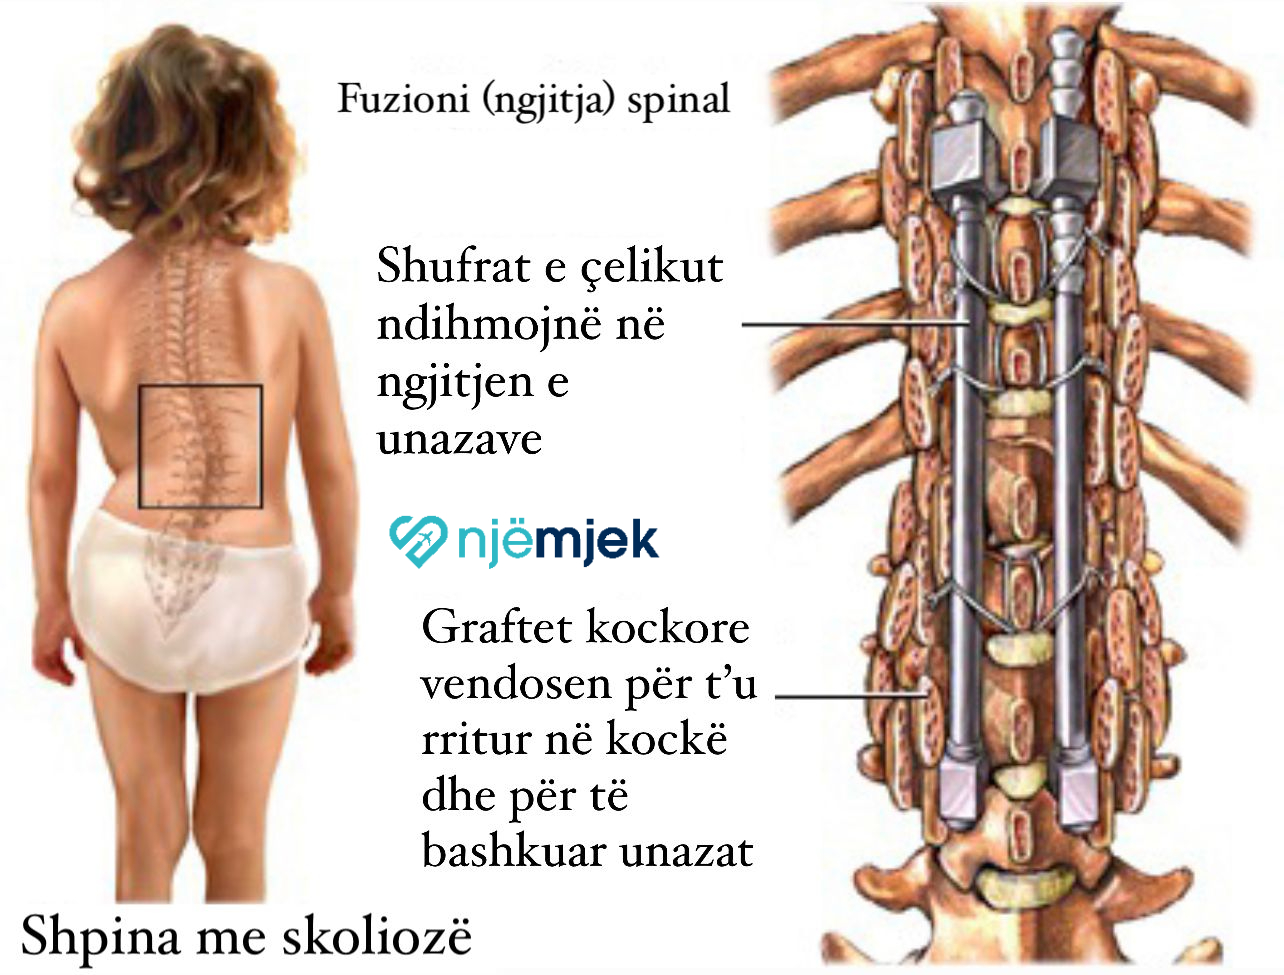 Fuzioni (ngjitja) spinal
Shufrat e çelikut
ndihmojnë në
ngjitjen e
unazave
njëmjek
Graftet kockore
vendosen për t’u
rritur në kockë
dhe për të
bashkuar unazat
Shpina me skoliozë